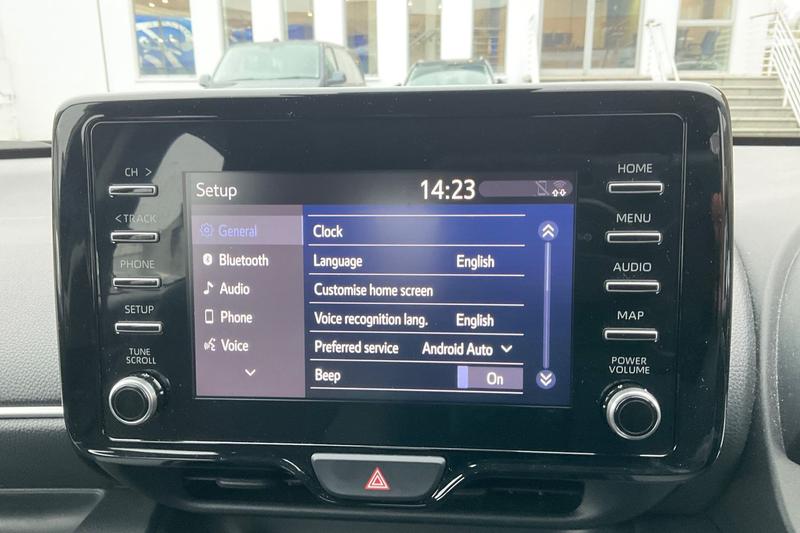 CH >
< TRACK
PHONE
SETUP
TUNE
SCROLL
Setup 14:23
General
Bluetooth
Audio
Phone
Voice
Clock
Language English
Customise home screen
Voice recognition lang. English
Preferred service Android Auto
Beep On
HOME
MENU
AUDIO
MAP
POWER
VOLUME